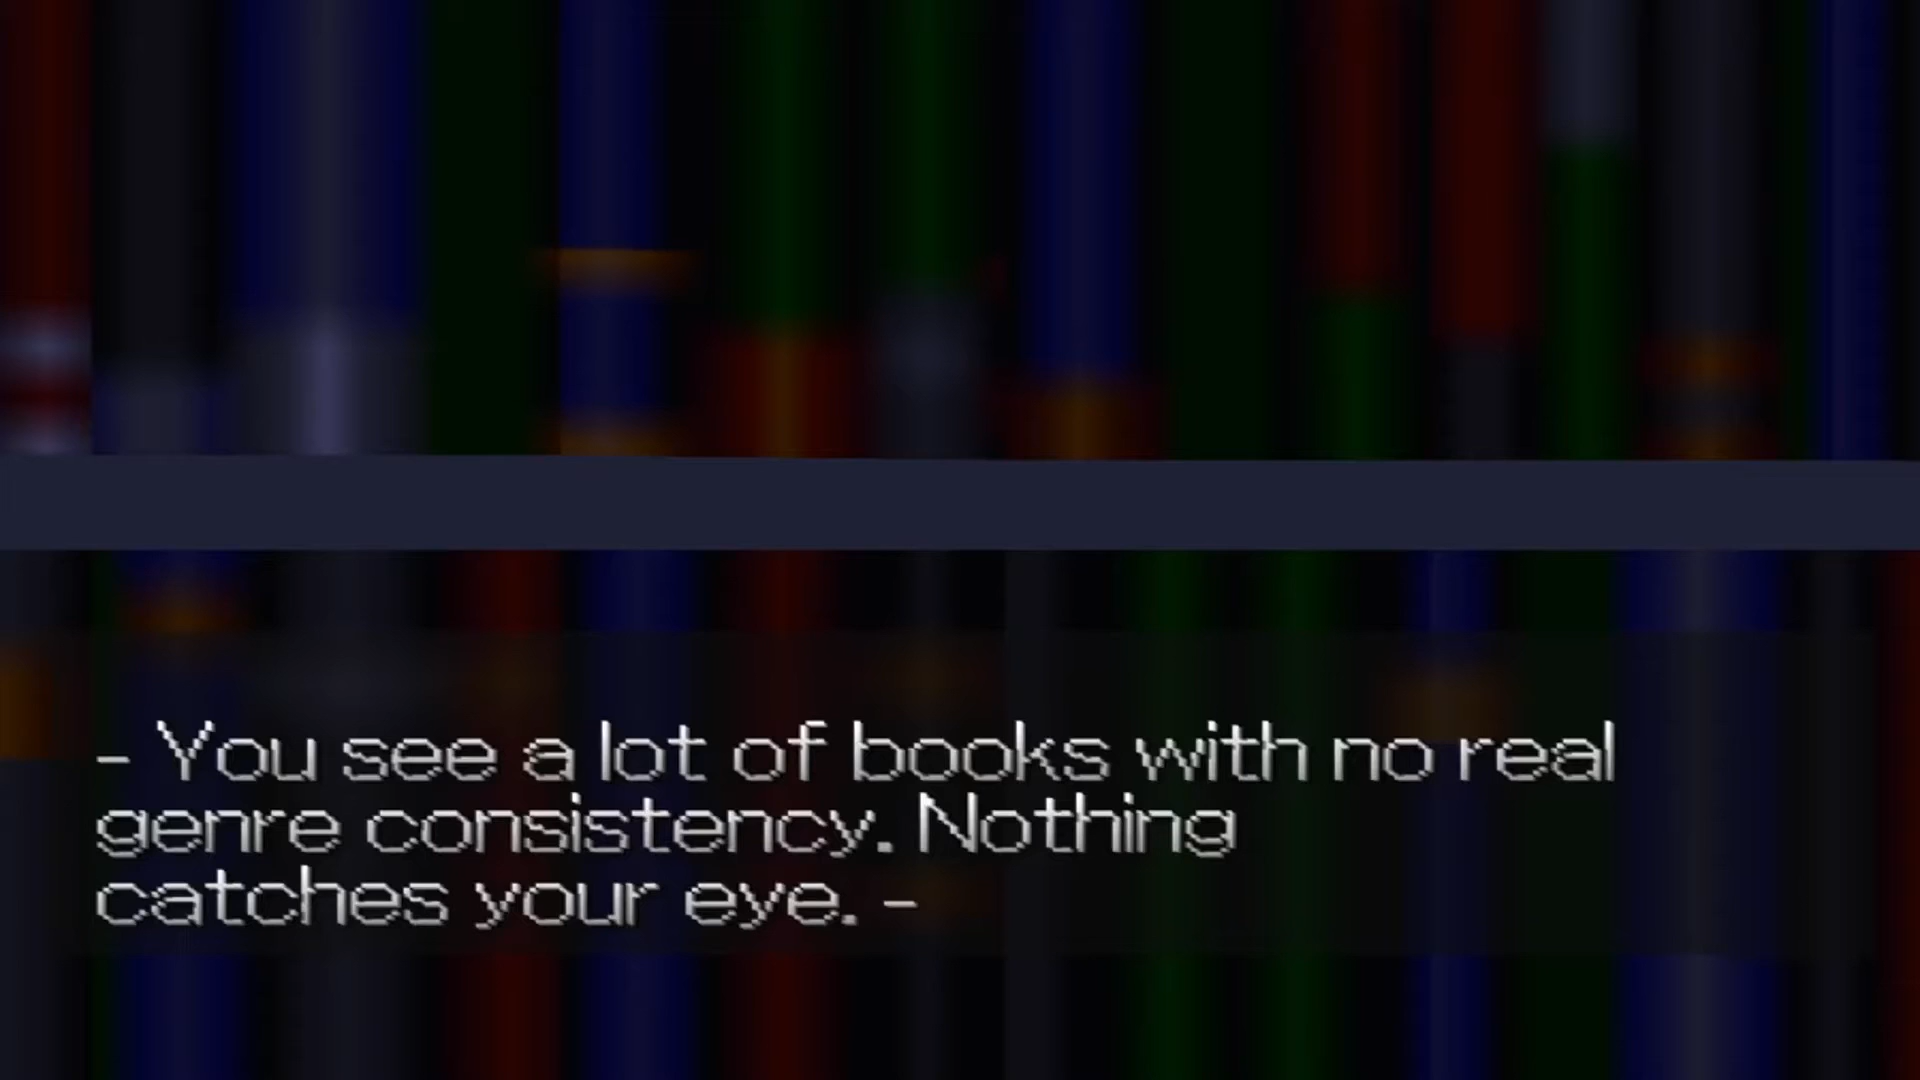 - You see a lot of books with no real
genre consistency. Nothing
catches your eye. -